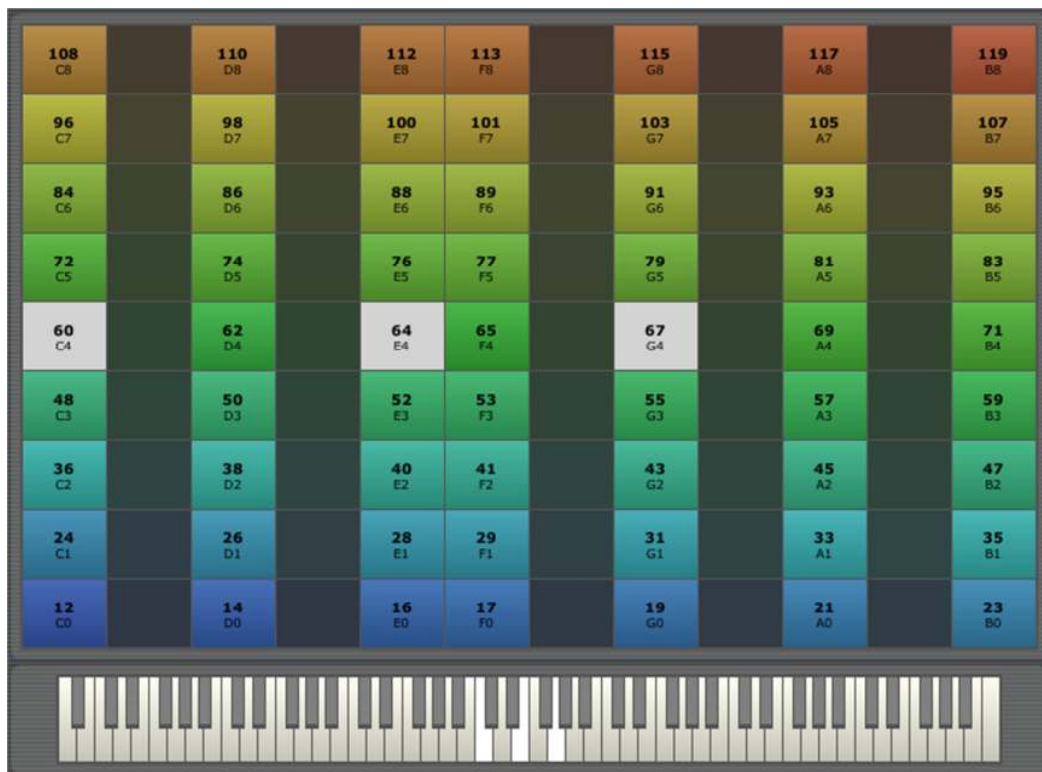 108 110 112 113 115 117 119
C8 D8 E8 F8 G8 A8 B8
96 98 100 101 103 105 107
C7 D7 E7 F7 G7 A7 B7
84 86 88 89 91 93 95
C6 D6 E6 F6 G6 A6 B6
72 74 76 77 79 81 83
C5 D5 E5 F5 G5 A5 B5
60 62 64 65 67 69 71
C4 D4 E4 F4 G4 A4 B4
48 50 52 53 55 57 59
C3 D3 E3 F3 G3 A3 B3
36 38 40 41 43 45 47
C2 D2 E2 F2 G2 A2 B2
24 26 28 29 31 33 35
C1 D1 E1 F1 G1 A1 B1
12 14 16 17 19 21 23
C0 D0 E0 F0 G0 A0 B0